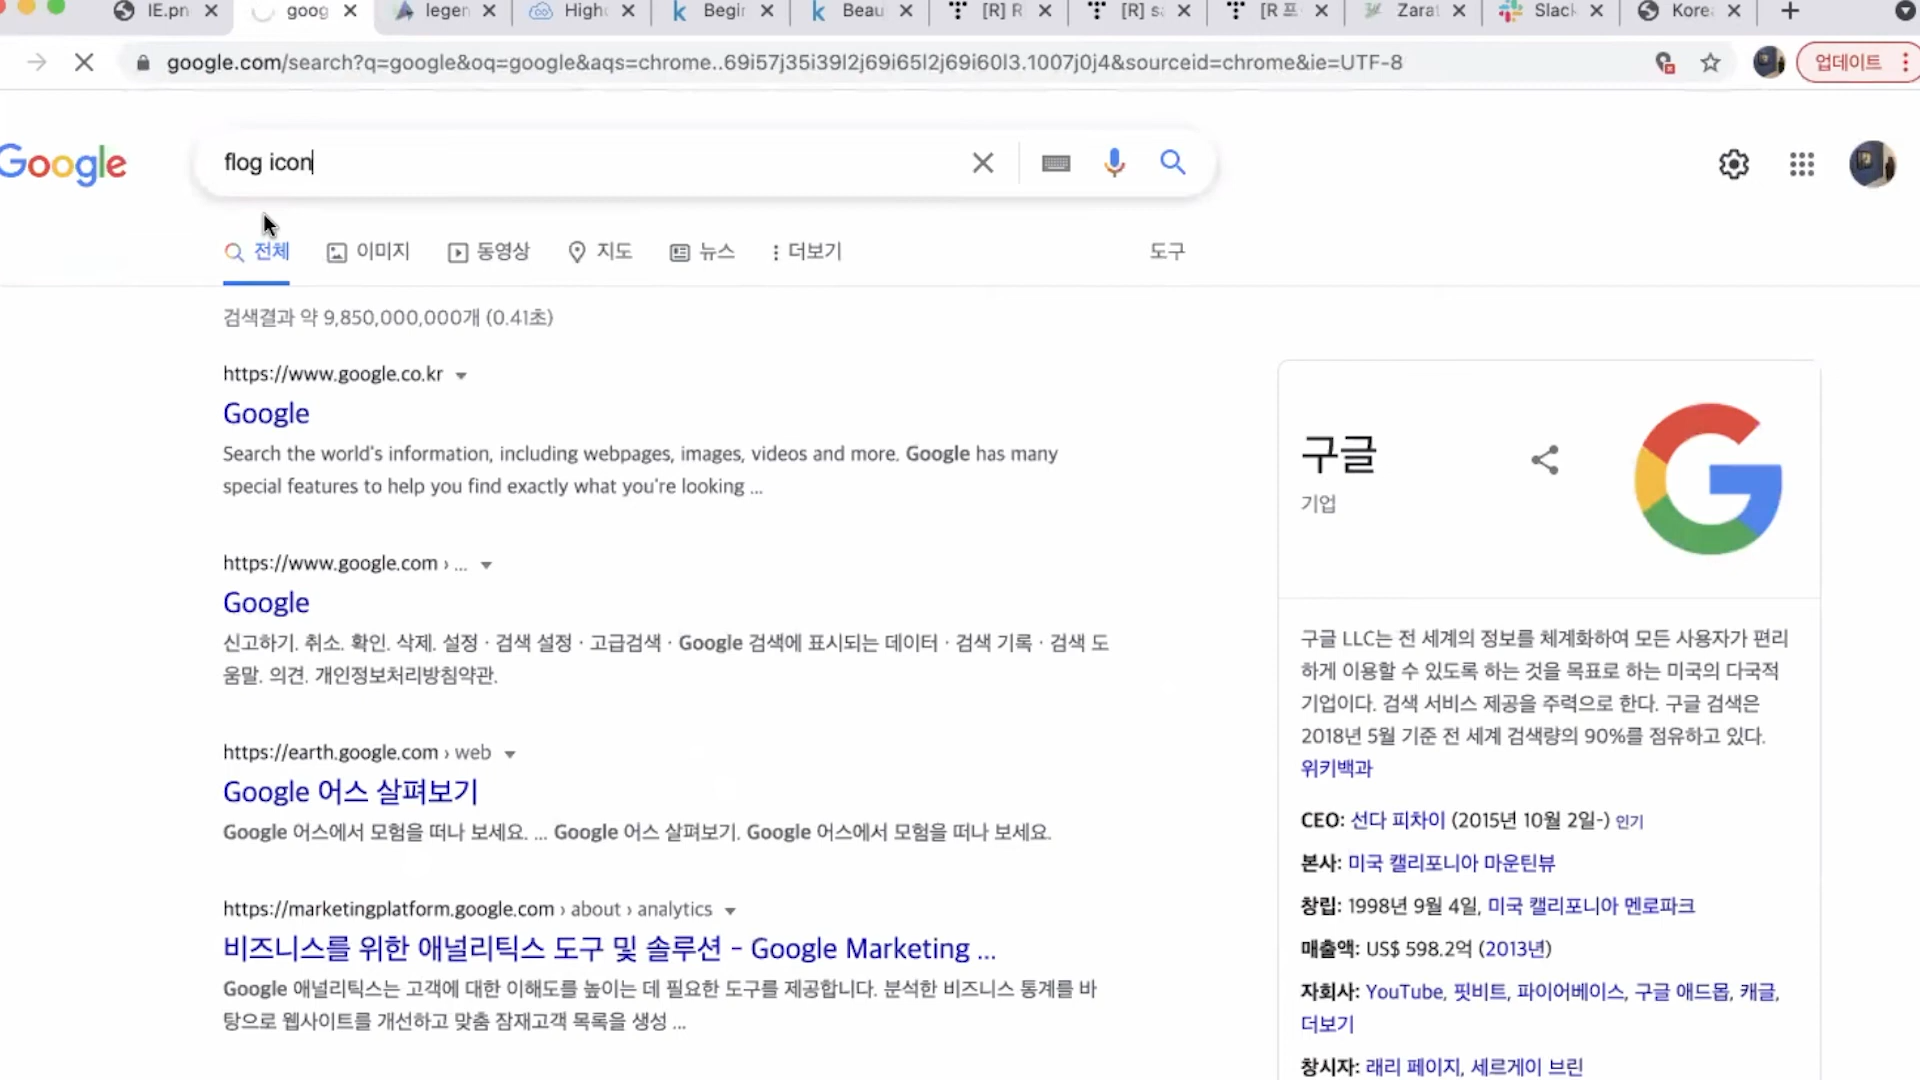 IE.pn
goog
legen
High
Begir
Beau
[R] R
[R] s
[R 프
Zarat
Slack
Kore
google.com/search?q=google&oq=google&aqs=chrome..69i57j35i39l2j69i65l2j69i60l3.1007j0j4&sourceid=chrome&ie=UTF-8
업데이트
Google
flog icon
전체
이미지
동영상
지도
뉴스
더보기
도구
검색결과 약 9,850,000,000개 (0.41초)
https://www.google.co.kr
Google
Search the world's information, including webpages, images, videos and more. Google has many
special features to help you find exactly what you're looking ...
https://www.google.com › ...
Google
신고하기. 취소. 확인. 삭제. 설정 · 검색 설정 · 고급검색 · Google 검색에 표시되는 데이터 · 검색 기록 · 검색 도
움말. 의견. 개인정보처리방침약관.
https://earth.google.com › web
Google 어스 살펴보기
Google 어스에서 모험을 떠나 보세요. ... Google 어스 살펴보기. Google 어스에서 모험을 떠나 보세요.
https://marketingplatform.google.com › about › analytics
비즈니스를 위한 애널리틱스 도구 및 솔루션 - Google Marketing ...
Google 애널리틱스는 고객에 대한 이해도를 높이는 데 필요한 도구를 제공합니다. 분석한 비즈니스 통계를 바
탕으로 웹사이트를 개선하고 맞춤 잠재고객 목록을 생성 ...
구글
기업
구글 LLC는 전 세계의 정보를 체계화하여 모든 사용자가 편리
하게 이용할 수 있도록 하는 것을 목표로 하는 미국의 다국적
기업이다. 검색 서비스 제공을 주력으로 한다. 구글 검색은
2018년 5월 기준 전 세계 검색량의 90%를 점유하고 있다.
위키백과
CEO: 선다 피차이 (2015년 10월 2일-) 인기
본사: 미국 캘리포니아 마운틴뷰
창립: 1998년 9월 4일, 미국 캘리포니아 멘로파크
매출액: US$ 598.2억 (2013년)
자회사: YouTube, 핏비트, 파이어베이스, 구글 애드몹, 캐글,
더보기
창시자: 래리 페이지, 세르게이 브린